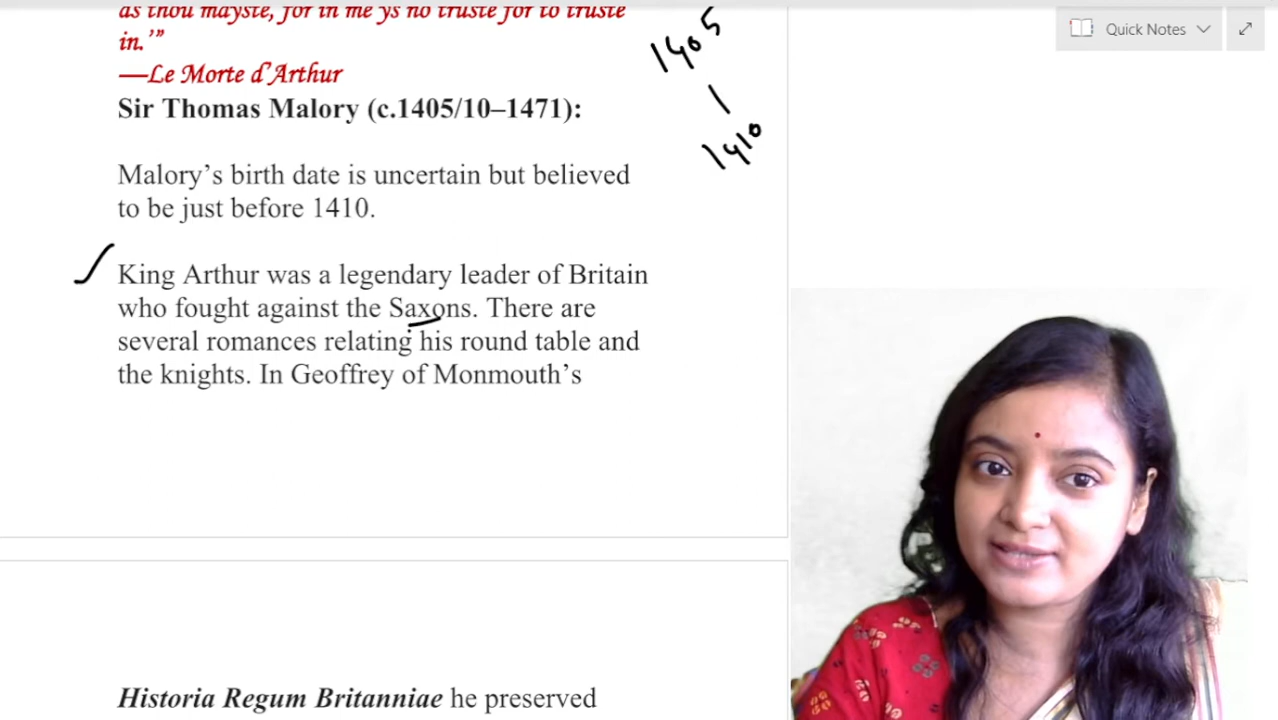 as thou mayste, for in me ys no truste for to truste
in.’”
—Le Morte d’Arthur
Sir Thomas Malory (c.1405/10–1471):
1405
1410
Quick Notes
Malory’s birth date is uncertain but believed
to be just before 1410.
King Arthur was a legendary leader of Britain
who fought against the Saxons. There are
several romances relating his round table and
the knights. In Geoffrey of Monmouth’s
Historia Regum Britanniae he preserved